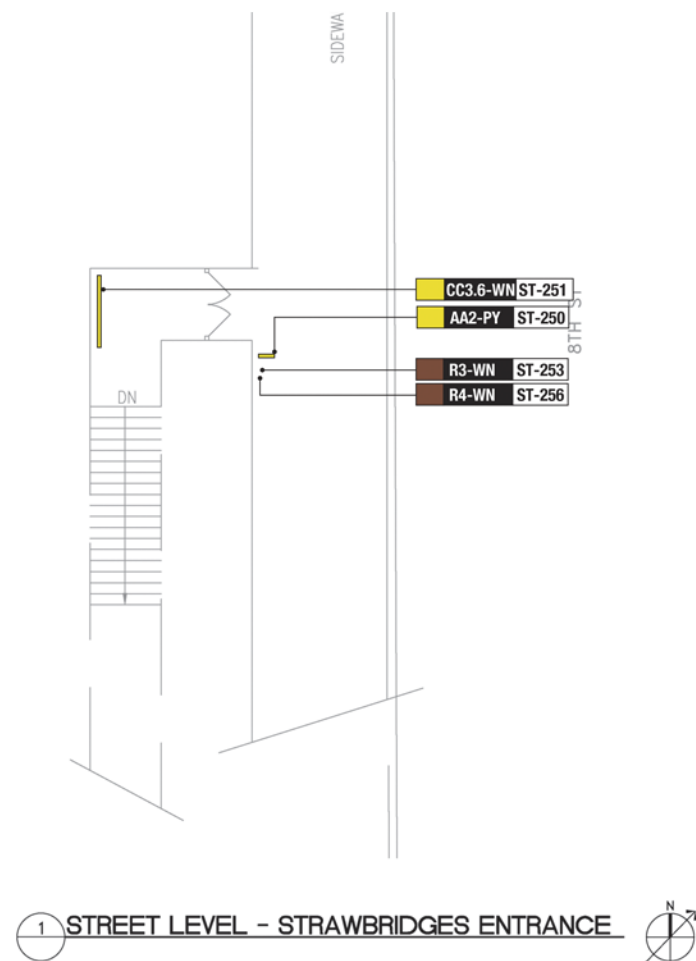 SIDEWA
CC3.6-WN ST-251
AA2-PY ST-250
8TH ST
R3-WN ST-253
R4-WN ST-256
DN
1 STREET LEVEL - STRAWBRIDGES ENTRANCE
N